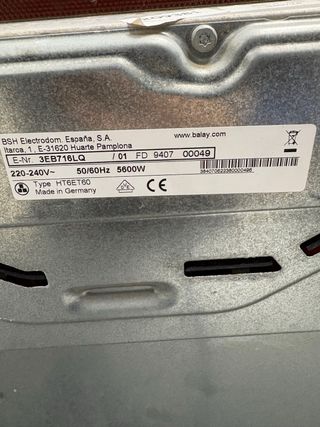 BSH Electrodom. España, S.A. www.balay.com
Itaroa, 1, E-31620 Huarte Pamplona
E-Nr. 3EB716LQ /01 FD 9407 00049
220-240V~ 50/60Hz 5600W
Type HT6ET60
Made in Germany
CE